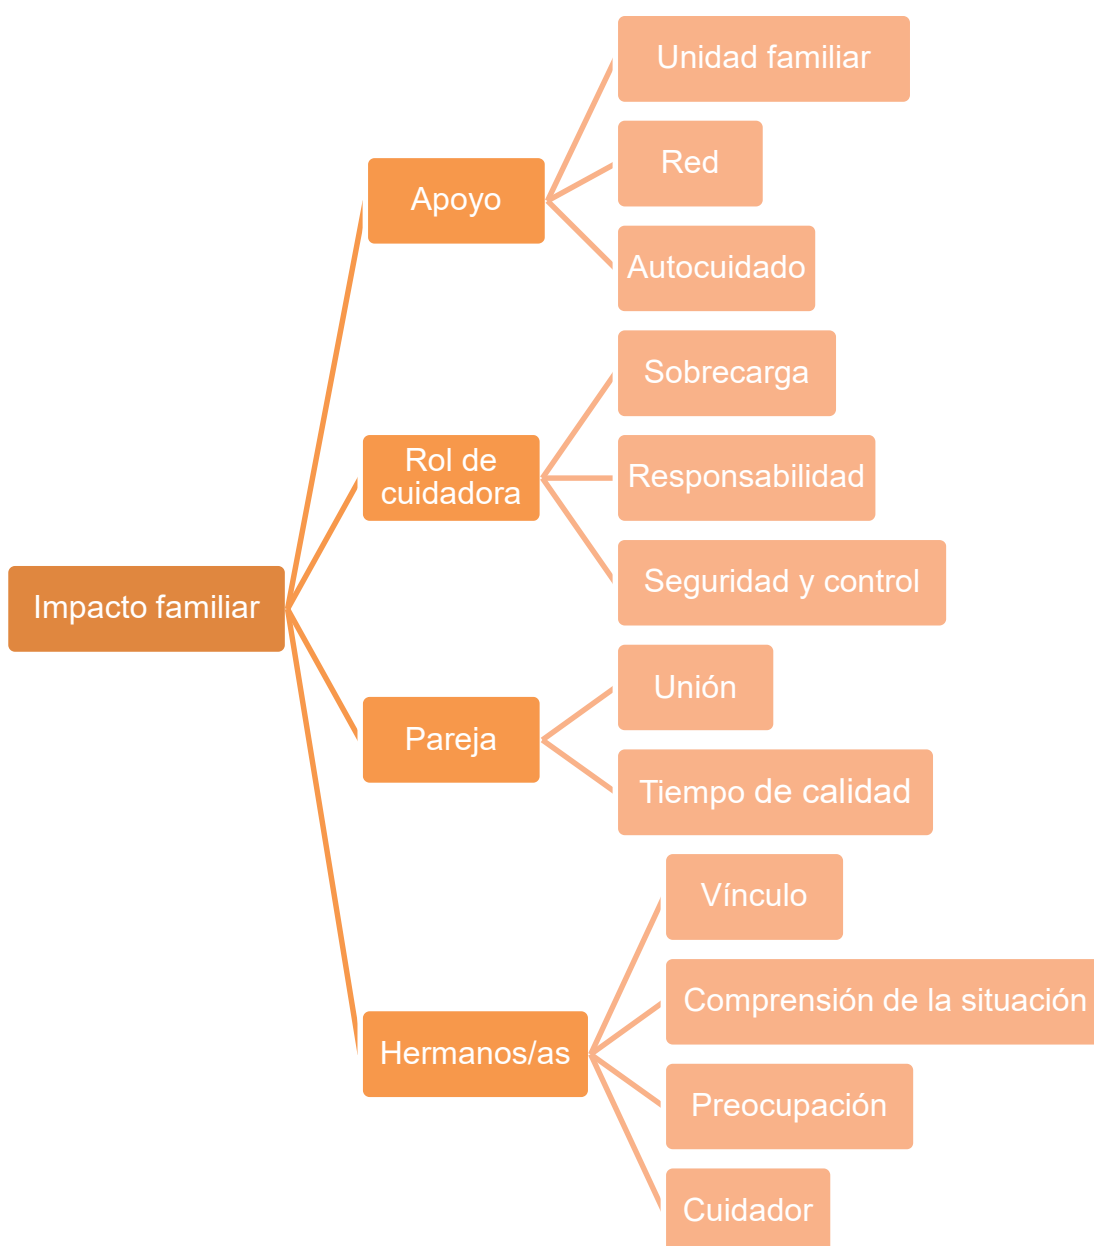 Impacto familiar
Apoyo
Unidad familiar
Red
Autocuidado
Rol de
cuidadora
Sobrecarga
Responsabilidad
Seguridad y control
Pareja
Unión
Tiempo de calidad
Hermanos/as
Vínculo
Comprensión de la situación
Preocupación
Cuidador